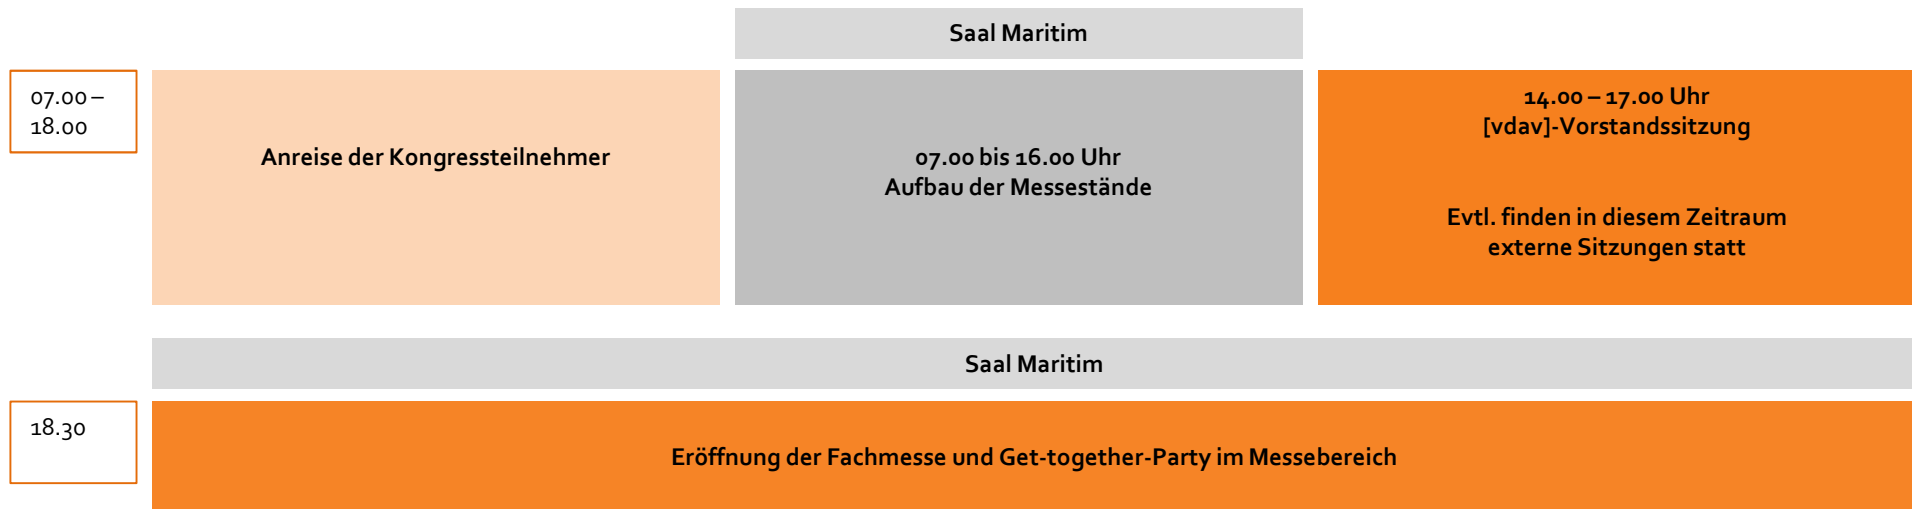 Saal Maritim
07.00 –
18.00
Anreise der Kongressteilnehmer
07.00 bis 16.00 Uhr
Aufbau der Messestände
14.00 – 17.00 Uhr
[vdav]-Vorstandssitzung
Evtl. finden in diesem Zeitraum
externe Sitzungen statt
Saal Maritim
18.30
Eröffnung der Fachmesse und Get-together-Party im Messebereich